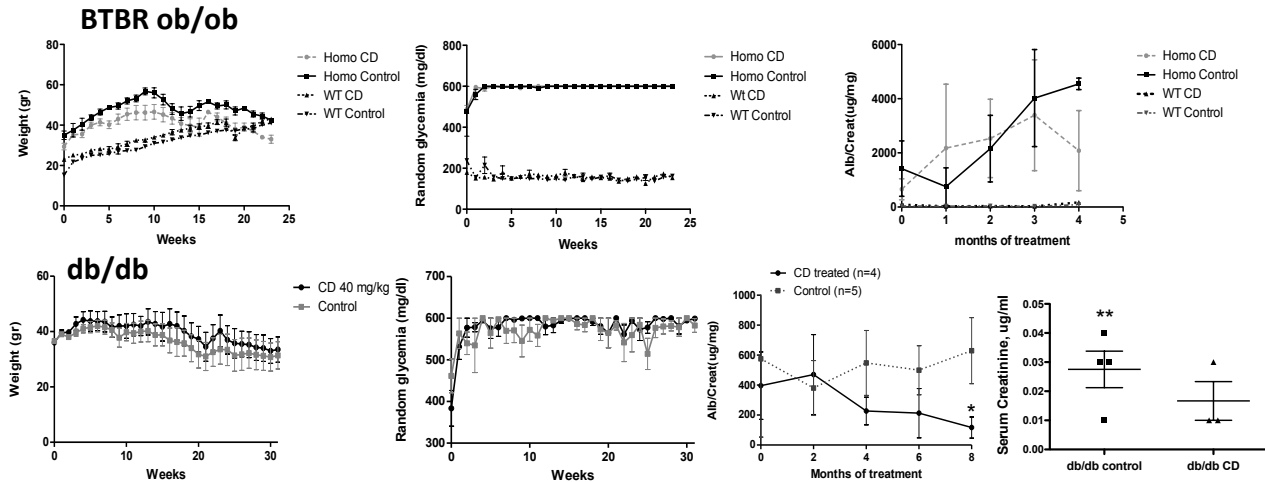 BTBR ob/ob
Weight (gr)
80
60
40
20
0
0 5 10 15 20 25
Weeks
Homo CD
Homo Control
WT CD
WT Control
Random glycemia (mg/dl)
800
600
400
200
0
0 5 10 15 20 25
Weeks
Homo CD
Homo Control
Wt CD
WT Control
Alb/Creat(ug/mg)
6000
4000
2000
0
0 1 2 3 4 5
months of treatment
Homo CD
Homo Control
WT CD
WT Control
db/db
Weight (gr)
60
40
20
0
0 10 20 30
Weeks
CD 40 mg/kg
Control
Random glycemia (mg/dl)
700
600
500
400
300
0 10 20 30
Weeks
CD treated (n=4)
Control (n=5)
Alb/Creat(ug/mg)
1000
800
600
400
200
0
0 2 4 6 8
Months of treatment
*
Serum Creatinine, ug/ml
0.05
0.04
0.03
0.02
0.01
0.00
**
db/db control db/db CD